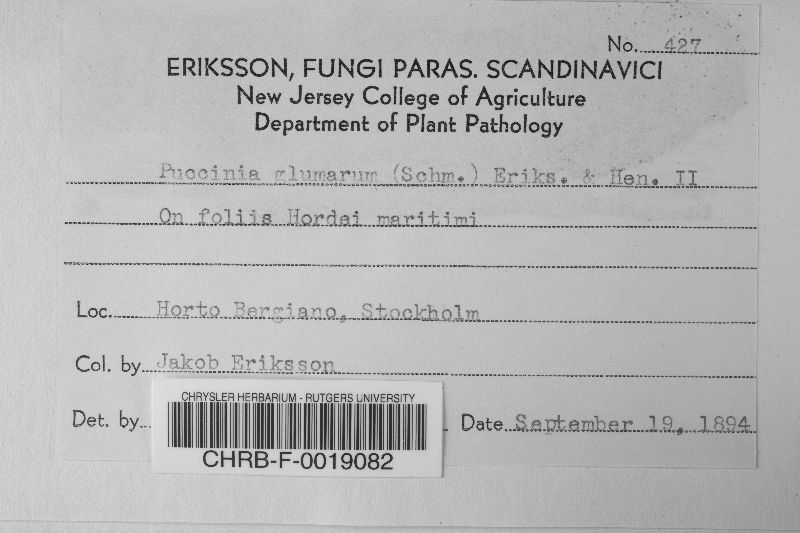 No. 427
ERIKSSON, FUNGI PARAS. SCANDINAVICI
New Jersey College of Agriculture
Department of Plant Pathology
Puccinia glumarum (Schm.) Eriks. & Hen. II
On foliis Hordei maritimi
Loc. Horto Bergiano, Stockholm
Col. by Jakob Eriksson
Det. by
Date September 19, 1894
CHRYSLER HERBARIUM - RUTGERS UNIVERSITY
CHRB-F-0019082